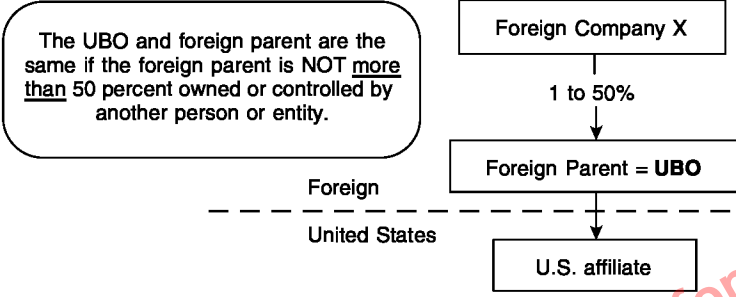 The UBO and foreign parent are the
same if the foreign parent is NOT more
than 50 percent owned or controlled by
another person or entity.
Foreign Company X
1 to 50%
Foreign Parent = UBO
Foreign
United States
U.S. affiliate